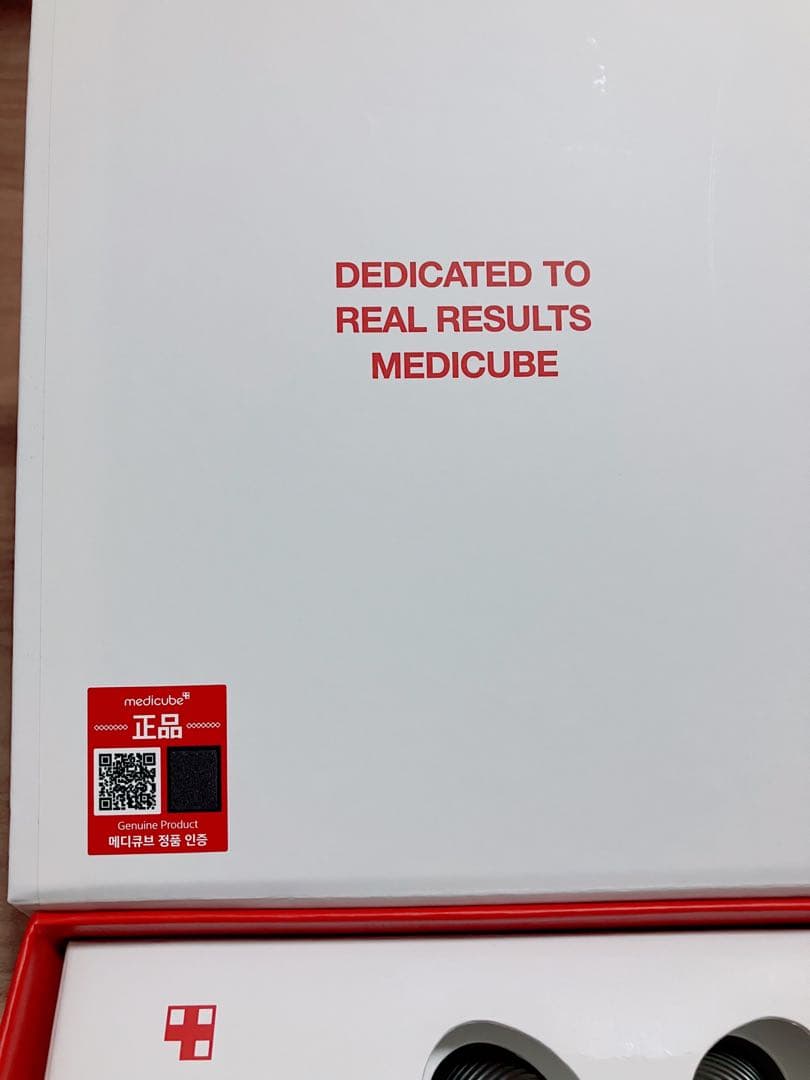 DEDICATED TO
REAL RESULTS
MEDICUBE
medicube
正品
Genuine Product
메디큐브 정품 인증